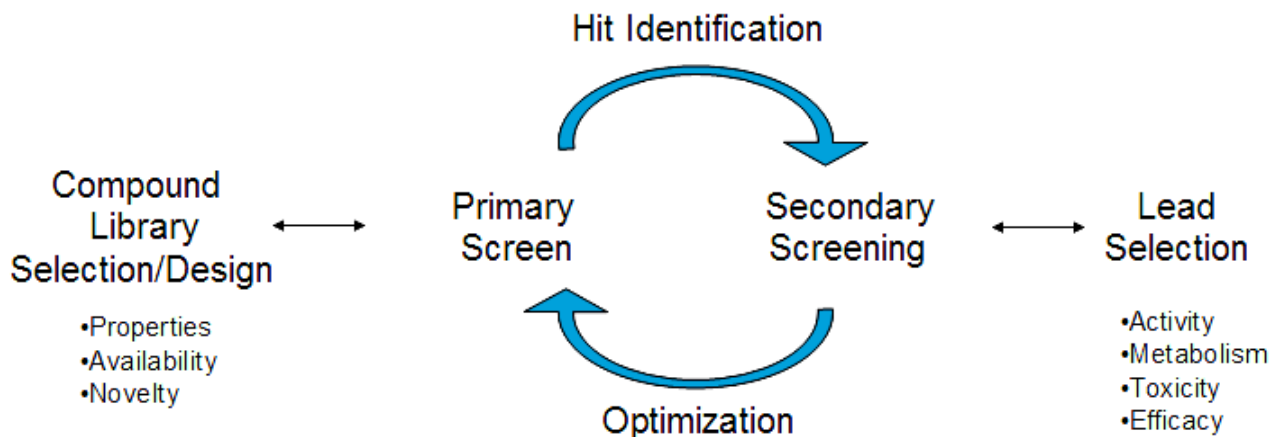 Hit Identification
Compound
Library
Selection/Design
•Properties
•Availability
•Novelty
Primary
Screen
Secondary
Screening
Lead
Selection
•Activity
•Metabolism
•Toxicity
•Efficacy
Optimization